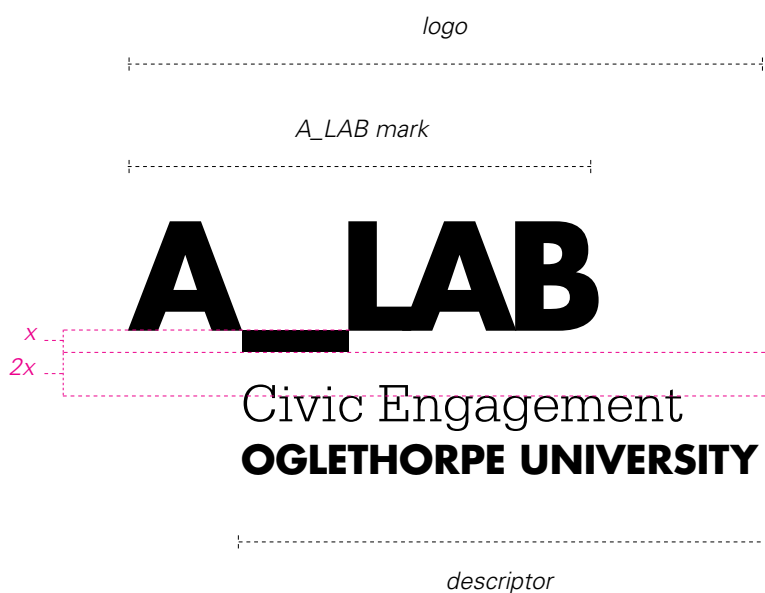 logo
A_LAB mark
A_LAB
x
2x
Civic Engagement
OGLETHORPE UNIVERSITY
descriptor